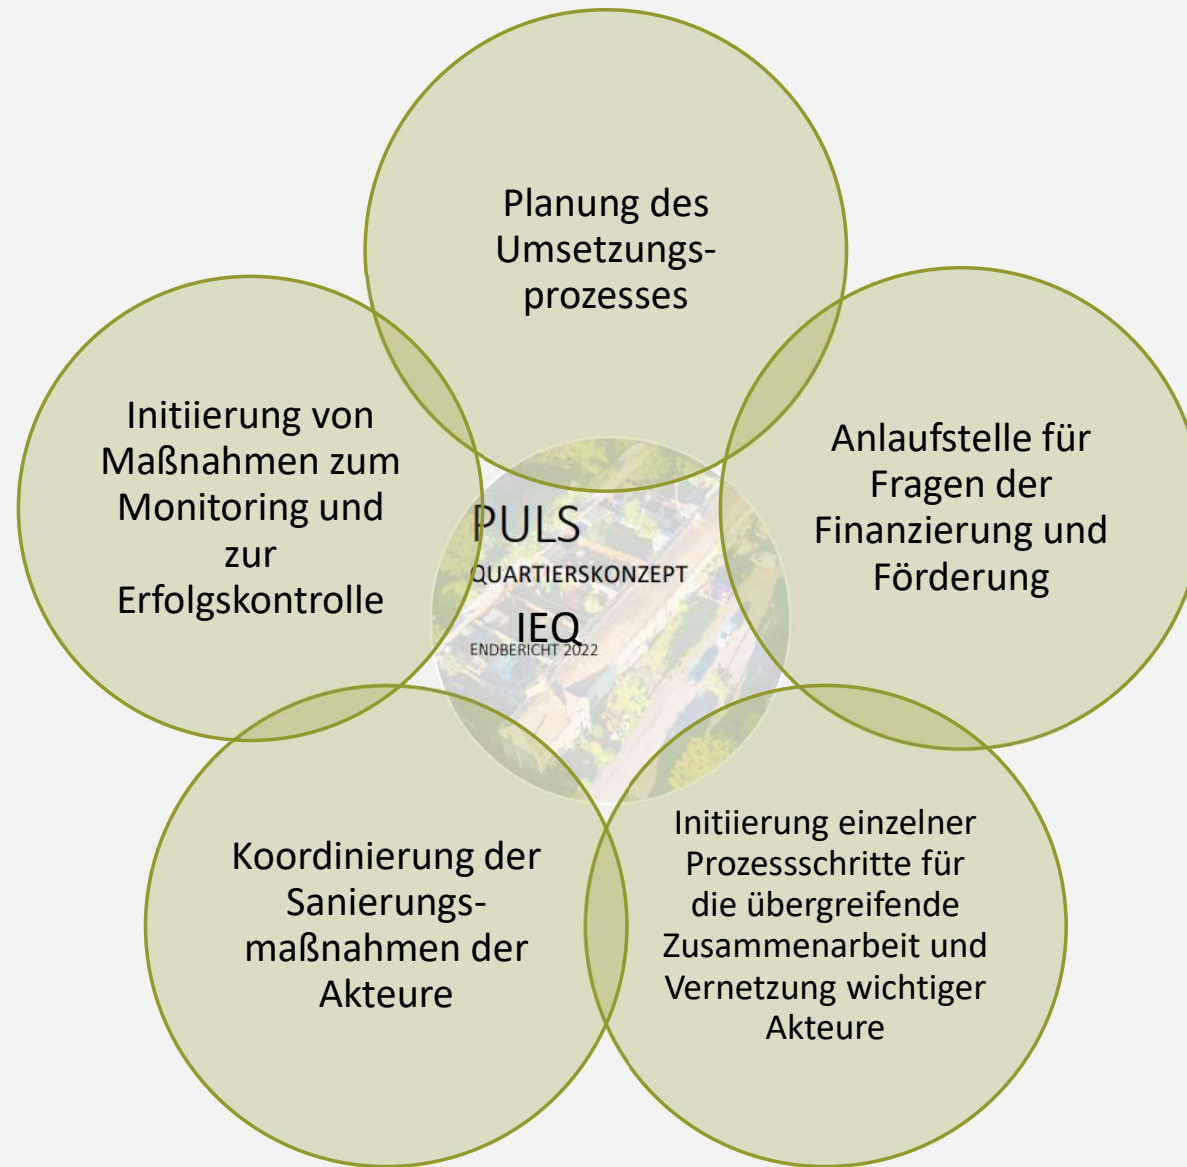 Planung des
Umsetzungs-
prozesses
Anlaufstelle für
Fragen der
Finanzierung und
Förderung
Initiierung einzelner
Prozessschritte für
die übergreifende
Zusammenarbeit und
Vernetzung wichtiger
Akteure
Koordinierung der
Sanierungs-
maßnahmen der
Akteure
Initiierung von
Maßnahmen zum
Monitoring und
zur
Erfolgskontrolle
PULS
QUARTIERSKONZEPT
IEQ
ENDBERICHT 2022